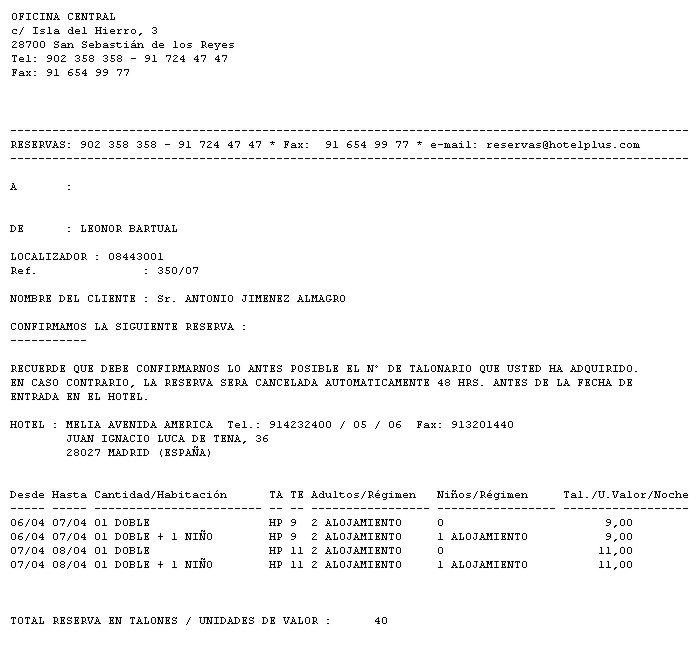 OFICINA CENTRAL
c/ Isla del Hierro, 3
28700 San Sebastián de los Reyes
Tel: 902 358 358 - 91 724 47 47
Fax: 91 654 99 77
-------------------------------------------------------------------------------------------------
RESERVAS: 902 358 358 - 91 724 47 47 * Fax:  91 654 99 77 * e-mail: reservas@hotelplus.com
-------------------------------------------------------------------------------------------------
A       :
DE      : LEONOR BARTUAL
LOCALIZADOR : 08443001
Ref.               : 350/07
NOMBRE DEL CLIENTE : Sr. ANTONIO JIMENEZ ALMAGRO
CONFIRMAMOS LA SIGUIENTE RESERVA :
-----------
RECUERDE QUE DEBE CONFIRMARNOS LO ANTES POSIBLE EL Nº DE TALONARIO QUE USTED HA ADQUIRIDO.
EN CASO CONTRARIO, LA RESERVA SERA CANCELADA AUTOMATICAMENTE 48 HRS. ANTES DE LA FECHA DE
ENTRADA EN EL HOTEL.
HOTEL : MELIA AVENIDA AMERICA  Tel.: 914232400 / 05 / 06  Fax: 913201440
JUAN IGNACIO LUCA DE TENA, 36
28027 MADRID (ESPAÑA)
Desde Hasta Cantidad/Habitación      TA TE Adultos/Régimen   Niños/Régimen     Tal./U.Valor/Noche
----- ----- ------------------------ -- -- ----------------- ----------------- ------------------
06/04 07/04 01 DOBLE                 HP 9  2 ALOJAMIENTO     0                       9,00
06/04 07/04 01 DOBLE + 1 NIÑO        HP 9  2 ALOJAMIENTO     1 ALOJAMIENTO           9,00
07/04 08/04 01 DOBLE                 HP 11 2 ALOJAMIENTO     0                      11,00
07/04 08/04 01 DOBLE + 1 NIÑO        HP 11 2 ALOJAMIENTO     1 ALOJAMIENTO          11,00
TOTAL RESERVA EN TALONES / UNIDADES DE VALOR :      40